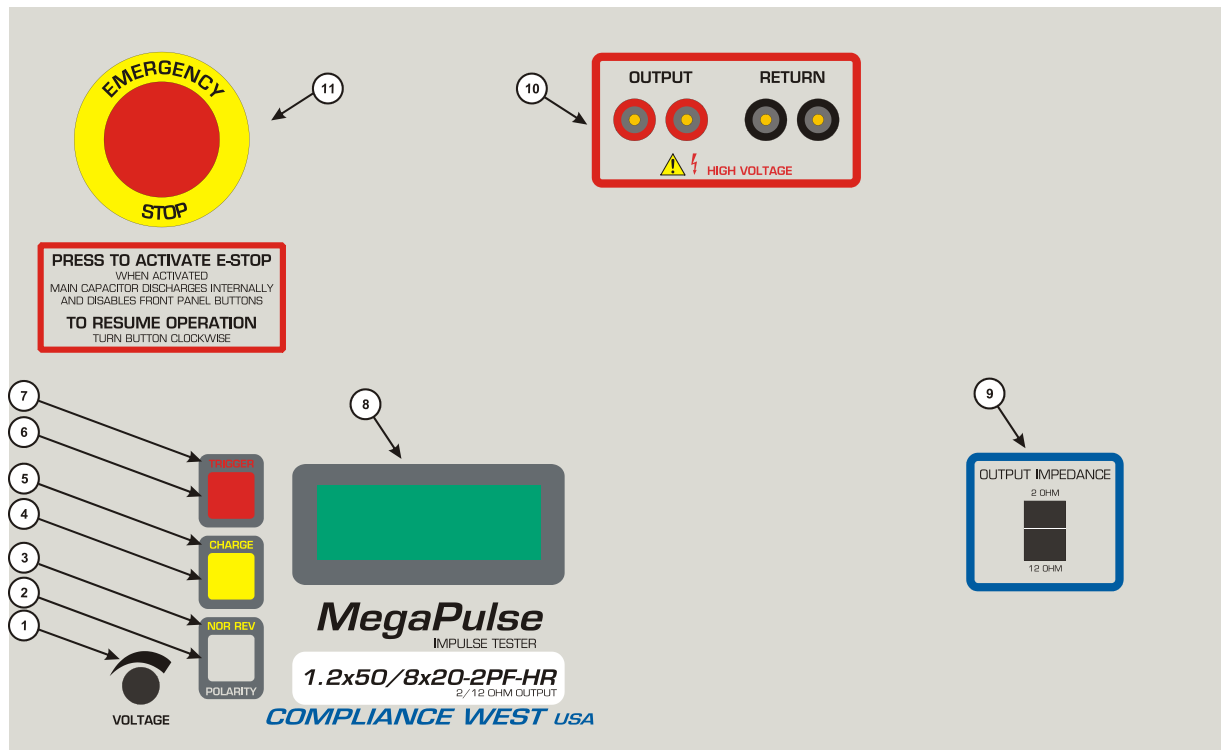 EMERGENCY
STOP
11
10
OUTPUT
RETURN
HIGH VOLTAGE
PRESS TO ACTIVATE E-STOP
WHEN ACTIVATED
MAIN CAPACITOR DISCHARGES INTERNALLY
AND DISABLES FRONT PANEL BUTTONS
TO RESUME OPERATION
TURN BUTTON CLOCKWISE
7
6
5
4
3
2
1
TRIGGER
CHARGE
NOR REV
POLARITY
VOLTAGE
8
MegaPulse
IMPULSE TESTER
1.2x50/8x20-2PF-HR
2/12 OHM OUTPUT
COMPLIANCE WEST USA
9
OUTPUT IMPEDANCE
2 OHM
12 OHM